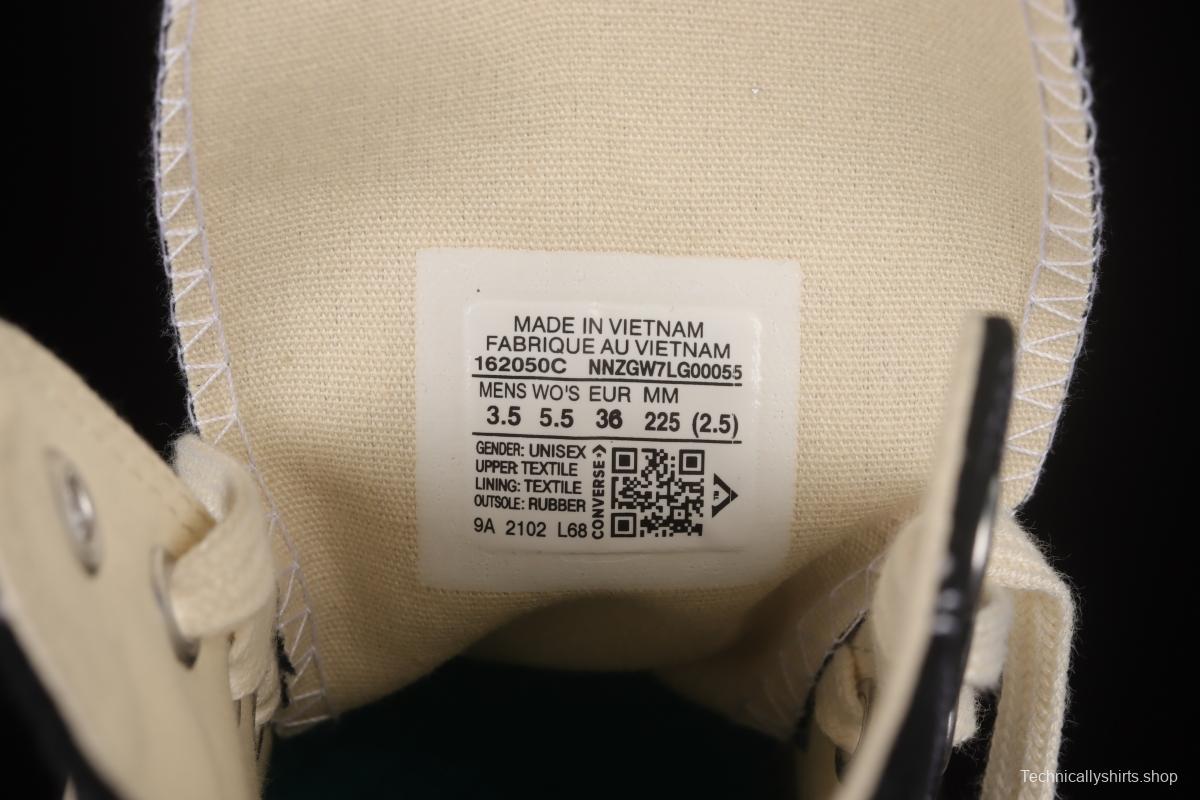 MADE IN VIETNAM
FABRIQUE AU VIETNAM
162050C NNZGW7LG00055
MENS WO'S EUR MM
3.5 5.5 36 225 (2.5)
GENDER: UNISEX
UPPER: TEXTILE
LINING: TEXTILE
OUTSOLE: RUBBER
9A 2102 L68
CONVERSE
Technicallyshirts.shop